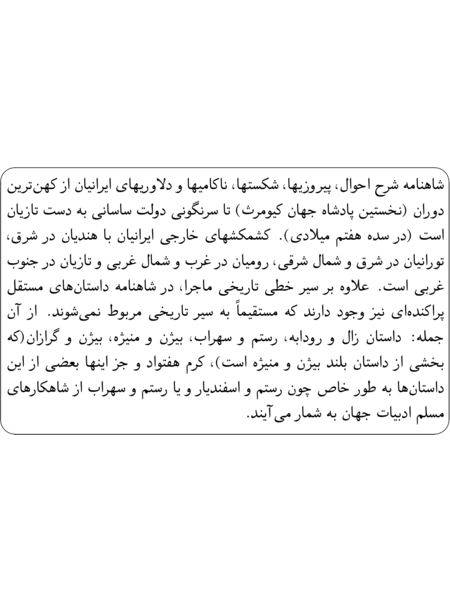 شاهنامه شرح احوال، پیروزیها، شکستها، ناکامیها و دلاوریهای ایرانیان از کهن‌ترین
دوران (نخستین پادشاه جهان کیومرث) تا سرنگونی دولت ساسانی به دست تازیان
است (در سده هفتم میلادی). کشمکشهای خارجی ایرانیان با هندیان در شرق،
تورانیان در شرق و شمال شرقی، رومیان در غرب و شمال غربی و تازیان در جنوب
غربی است. علاوه بر سیر خطی تاریخی ماجرا، در شاهنامه داستان‌های مستقل
پراکنده‌ای نیز وجود دارند که مستقیماً به سیر تاریخی مربوط نمی‌شوند. از آن
جمله: داستان زال و رودابه، رستم و سهراب، بیژن و منیژه، بیژن و گرازان(که
بخشی از داستان بلند بیژن و منیژه است)، کرم هفتواد و جز اینها بعضی از این
داستان‌ها به طور خاص چون رستم و اسفندیار و یا رستم و سهراب از شاهکارهای
مسلم ادبیات جهان به شمار می‌آیند.